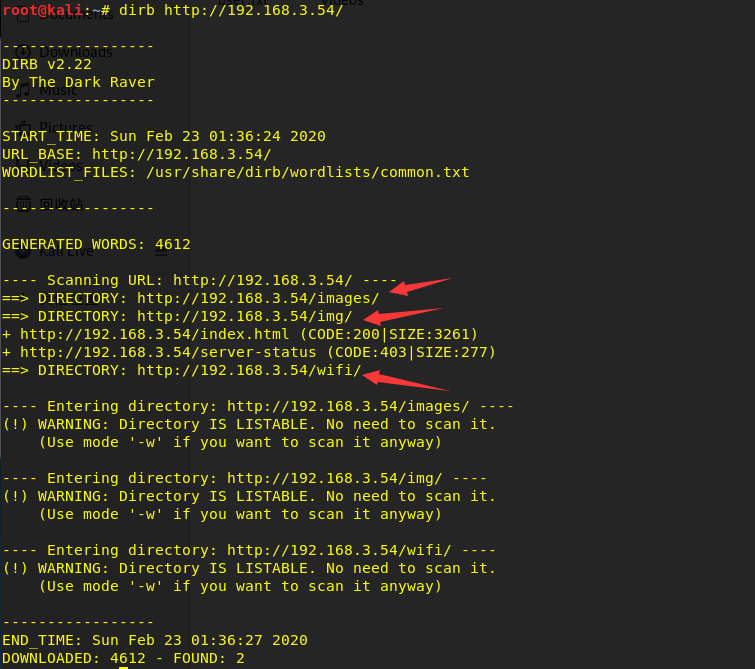 root@kali:~# dirb http://192.168.3.54/
-----------------
DIRB v2.22
By The Dark Raver
-----------------
START_TIME: Sun Feb 23 01:36:24 2020
URL_BASE: http://192.168.3.54/
WORDLIST_FILES: /usr/share/dirb/wordlists/common.txt
-----------------
GENERATED WORDS: 4612
---- Scanning URL: http://192.168.3.54/ ----
==> DIRECTORY: http://192.168.3.54/images/
==> DIRECTORY: http://192.168.3.54/img/
+ http://192.168.3.54/index.html (CODE:200|SIZE:3261)
+ http://192.168.3.54/server-status (CODE:403|SIZE:277)
==> DIRECTORY: http://192.168.3.54/wifi/
---- Entering directory: http://192.168.3.54/images/ ----
(!) WARNING: Directory IS LISTABLE. No need to scan it.
    (Use mode '-w' if you want to scan it anyway)
---- Entering directory: http://192.168.3.54/img/ ----
(!) WARNING: Directory IS LISTABLE. No need to scan it.
    (Use mode '-w' if you want to scan it anyway)
---- Entering directory: http://192.168.3.54/wifi/ ----
(!) WARNING: Directory IS LISTABLE. No need to scan it.
    (Use mode '-w' if you want to scan it anyway)
-----------------
END_TIME: Sun Feb 23 01:36:27 2020
DOWNLOADED: 4612 - FOUND: 2
Documents
Downloads
Music
Pictures
回收站
Kali Live